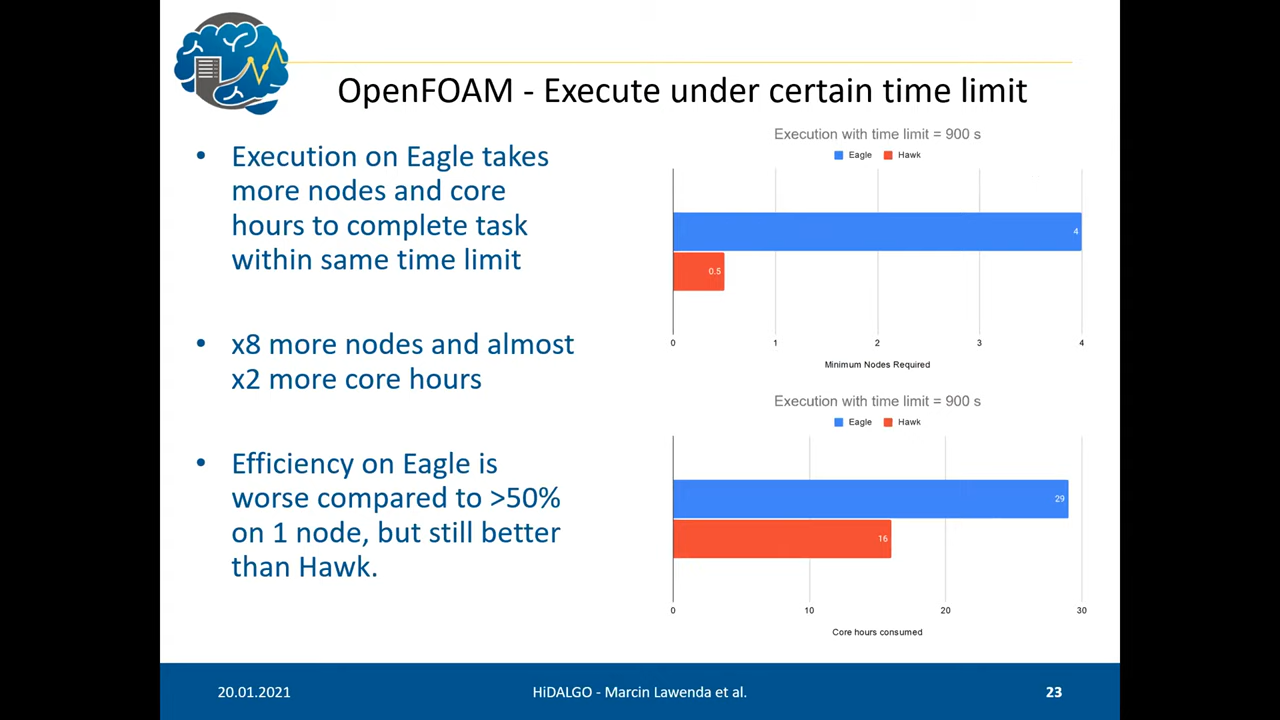 OpenFOAM - Execute under certain time limit
• Execution on Eagle takes
more nodes and core
hours to complete task
within same time limit
• x8 more nodes and almost
x2 more core hours
• Efficiency on Eagle is
worse compared to >50%
on 1 node, but still better
than Hawk.
Execution with time limit = 900 s
Eagle Hawk
4
0.5
0 1 2 3 4
Minimum Nodes Required
Execution with time limit = 900 s
Eagle Hawk
29
16
0 10 20 30
Core hours consumed
20.01.2021 HiDALGO - Marcin Lawenda et al. 23